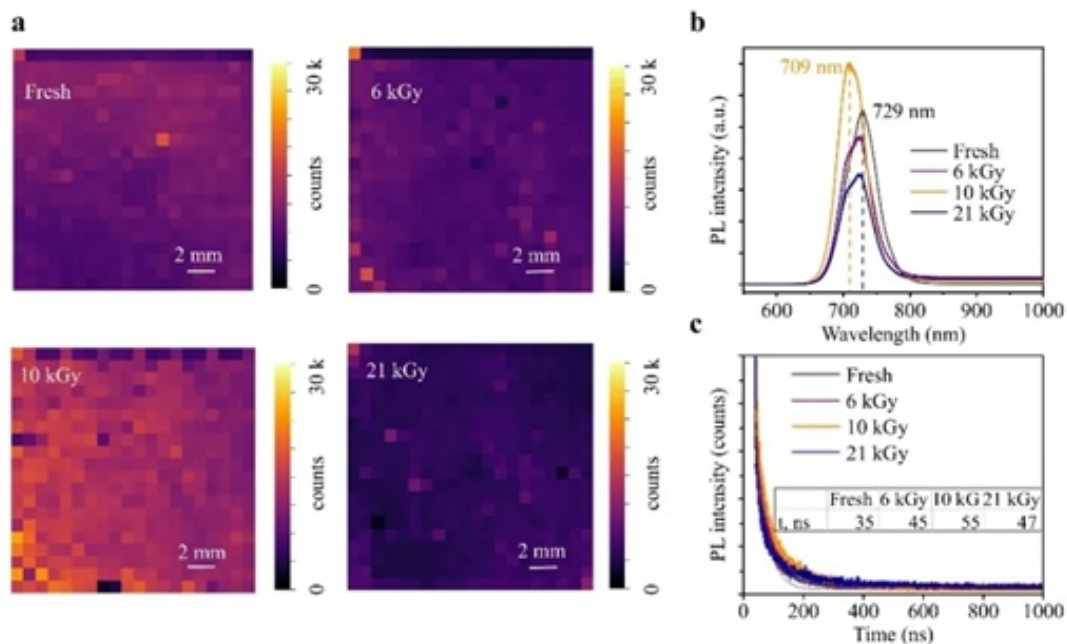 a
Fresh
30 k
counts
0
2 mm
6 kGy
30 k
counts
0
2 mm
10 kGy
30 k
counts
0
2 mm
21 kGy
30 k
counts
0
2 mm
b
709 nm
729 nm
Fresh
6 kGy
10 kGy
21 kGy
PL intensity (a.u.)
600 700 800 900 1000
Wavelength (nm)
c
Fresh
6 kGy
10 kGy
21 kGy
Fresh 6 kGy 10 kG 21 kGy
ns 35 45 55 47
PL intensity (counts)
0 200 400 600 800 1000
Time (ns)